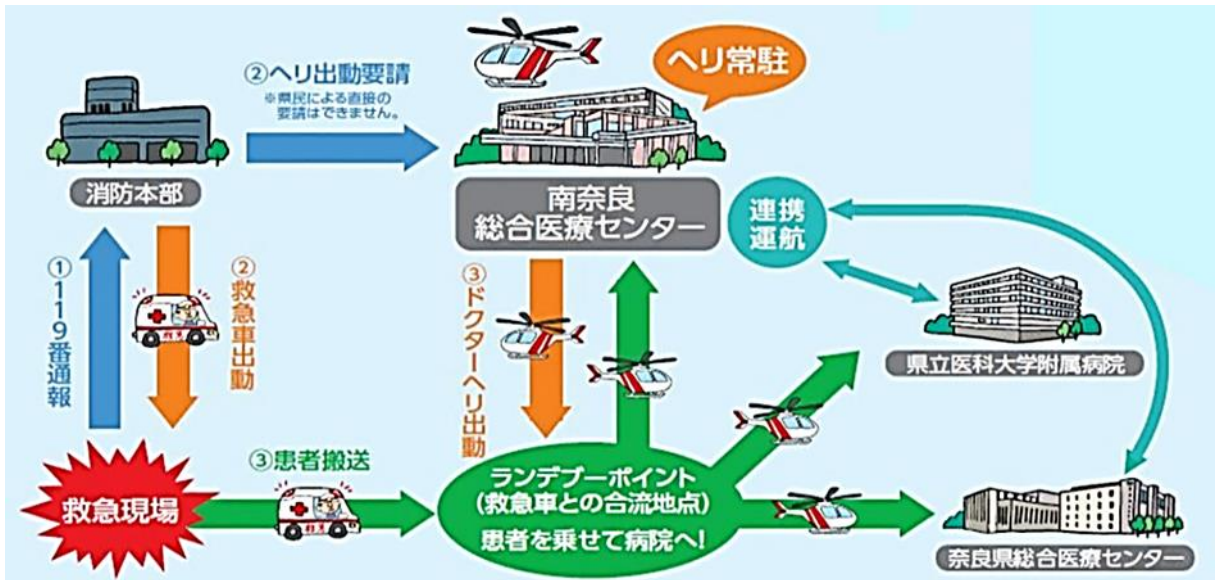 ②ヘリ出動要請
※県民による直接の
要請はできません。
ヘリ常駐
消防本部
南奈良
総合医療センター
連携
運航
①119番通報
②救急車出動
③ドクターヘリ出動
県立医科大学附属病院
救急現場
③患者搬送
ランデブーポイント
(救急車との合流地点)
患者を乗せて病院へ!
奈良県総合医療センター